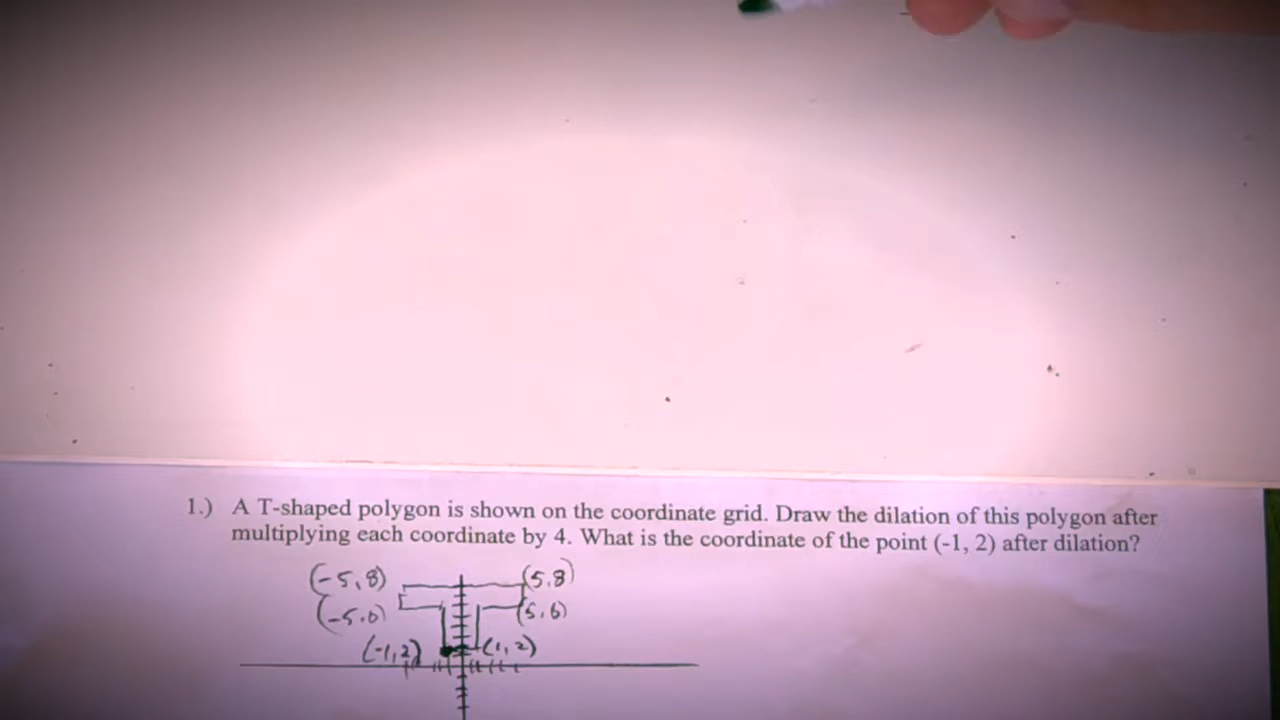 1.) A T-shaped polygon is shown on the coordinate grid. Draw the dilation of this polygon after
multiplying each coordinate by 4. What is the coordinate of the point (-1, 2) after dilation?
(-5,8) (5.8)
(-5.6) (5,6)
(-1,2) (1,2)